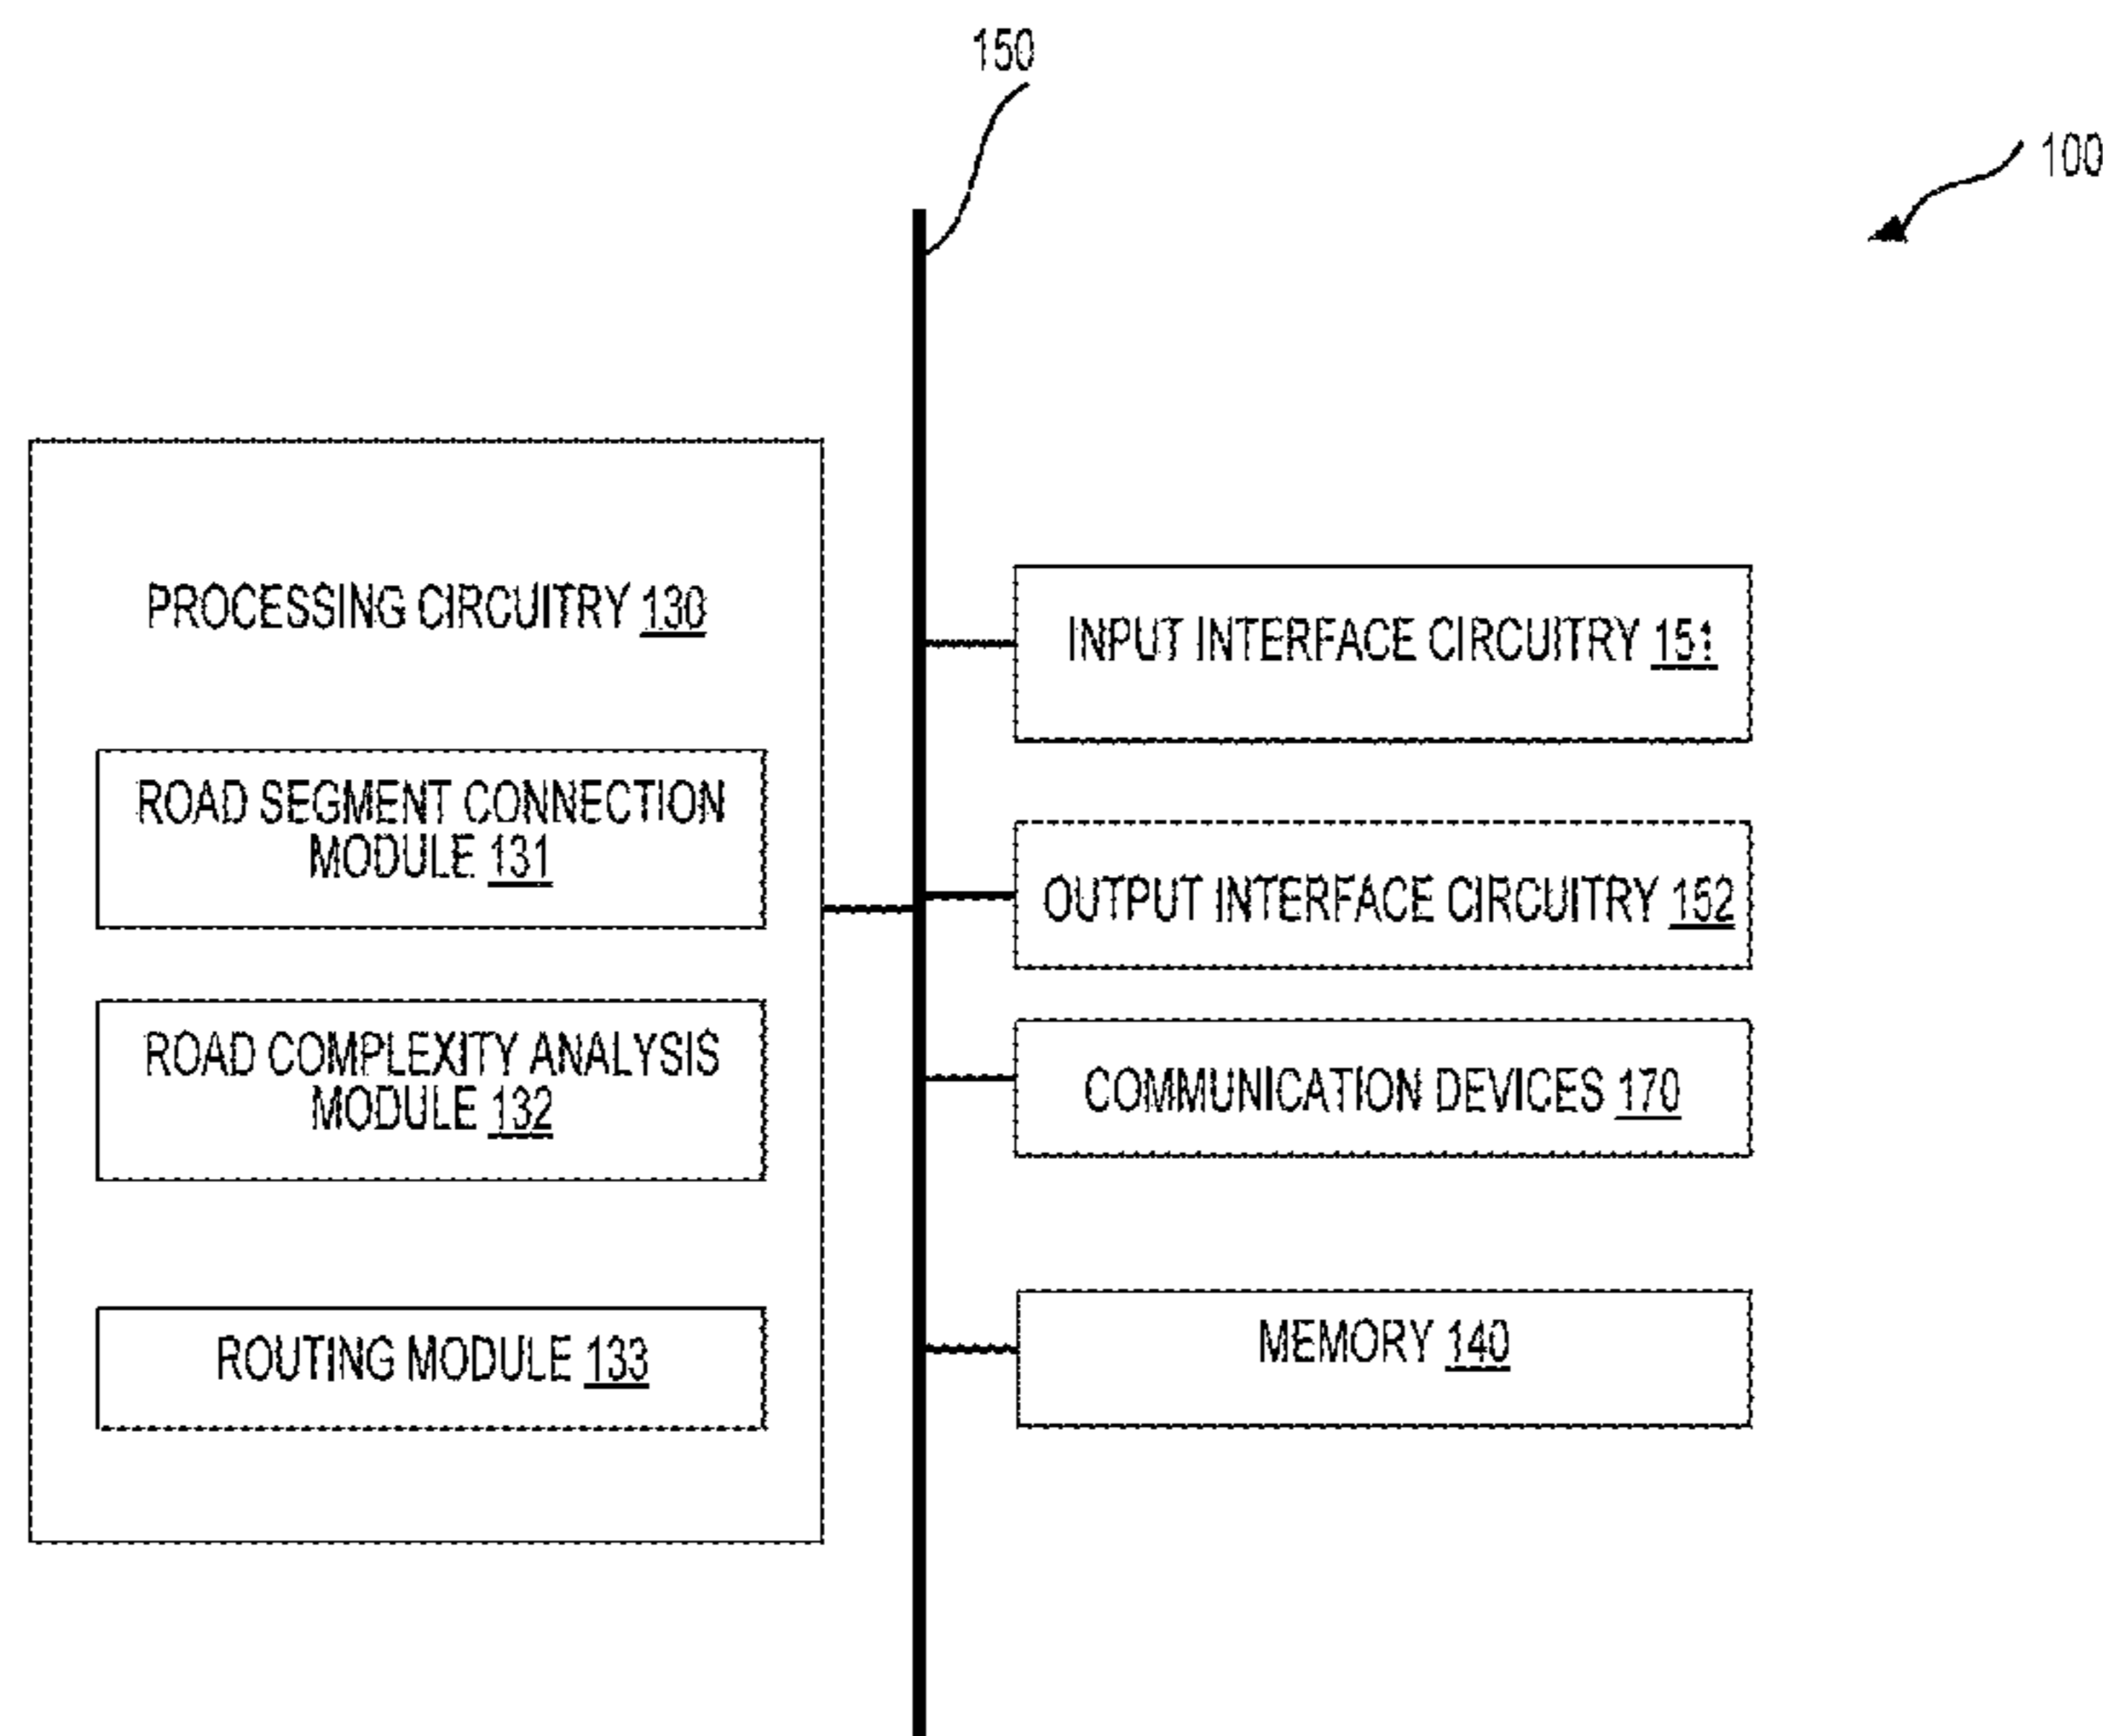 150
100
PROCESSING CIRCUITRY 130
ROAD SEGMENT CONNECTION
MODULE 131
ROAD COMPLEXITY ANALYSIS
MODULE 132
ROUTING MODULE 133
INPUT INTERFACE CIRCUITRY 151
OUTPUT INTERFACE CIRCUITRY 152
COMMUNICATION DEVICES 170
MEMORY 140